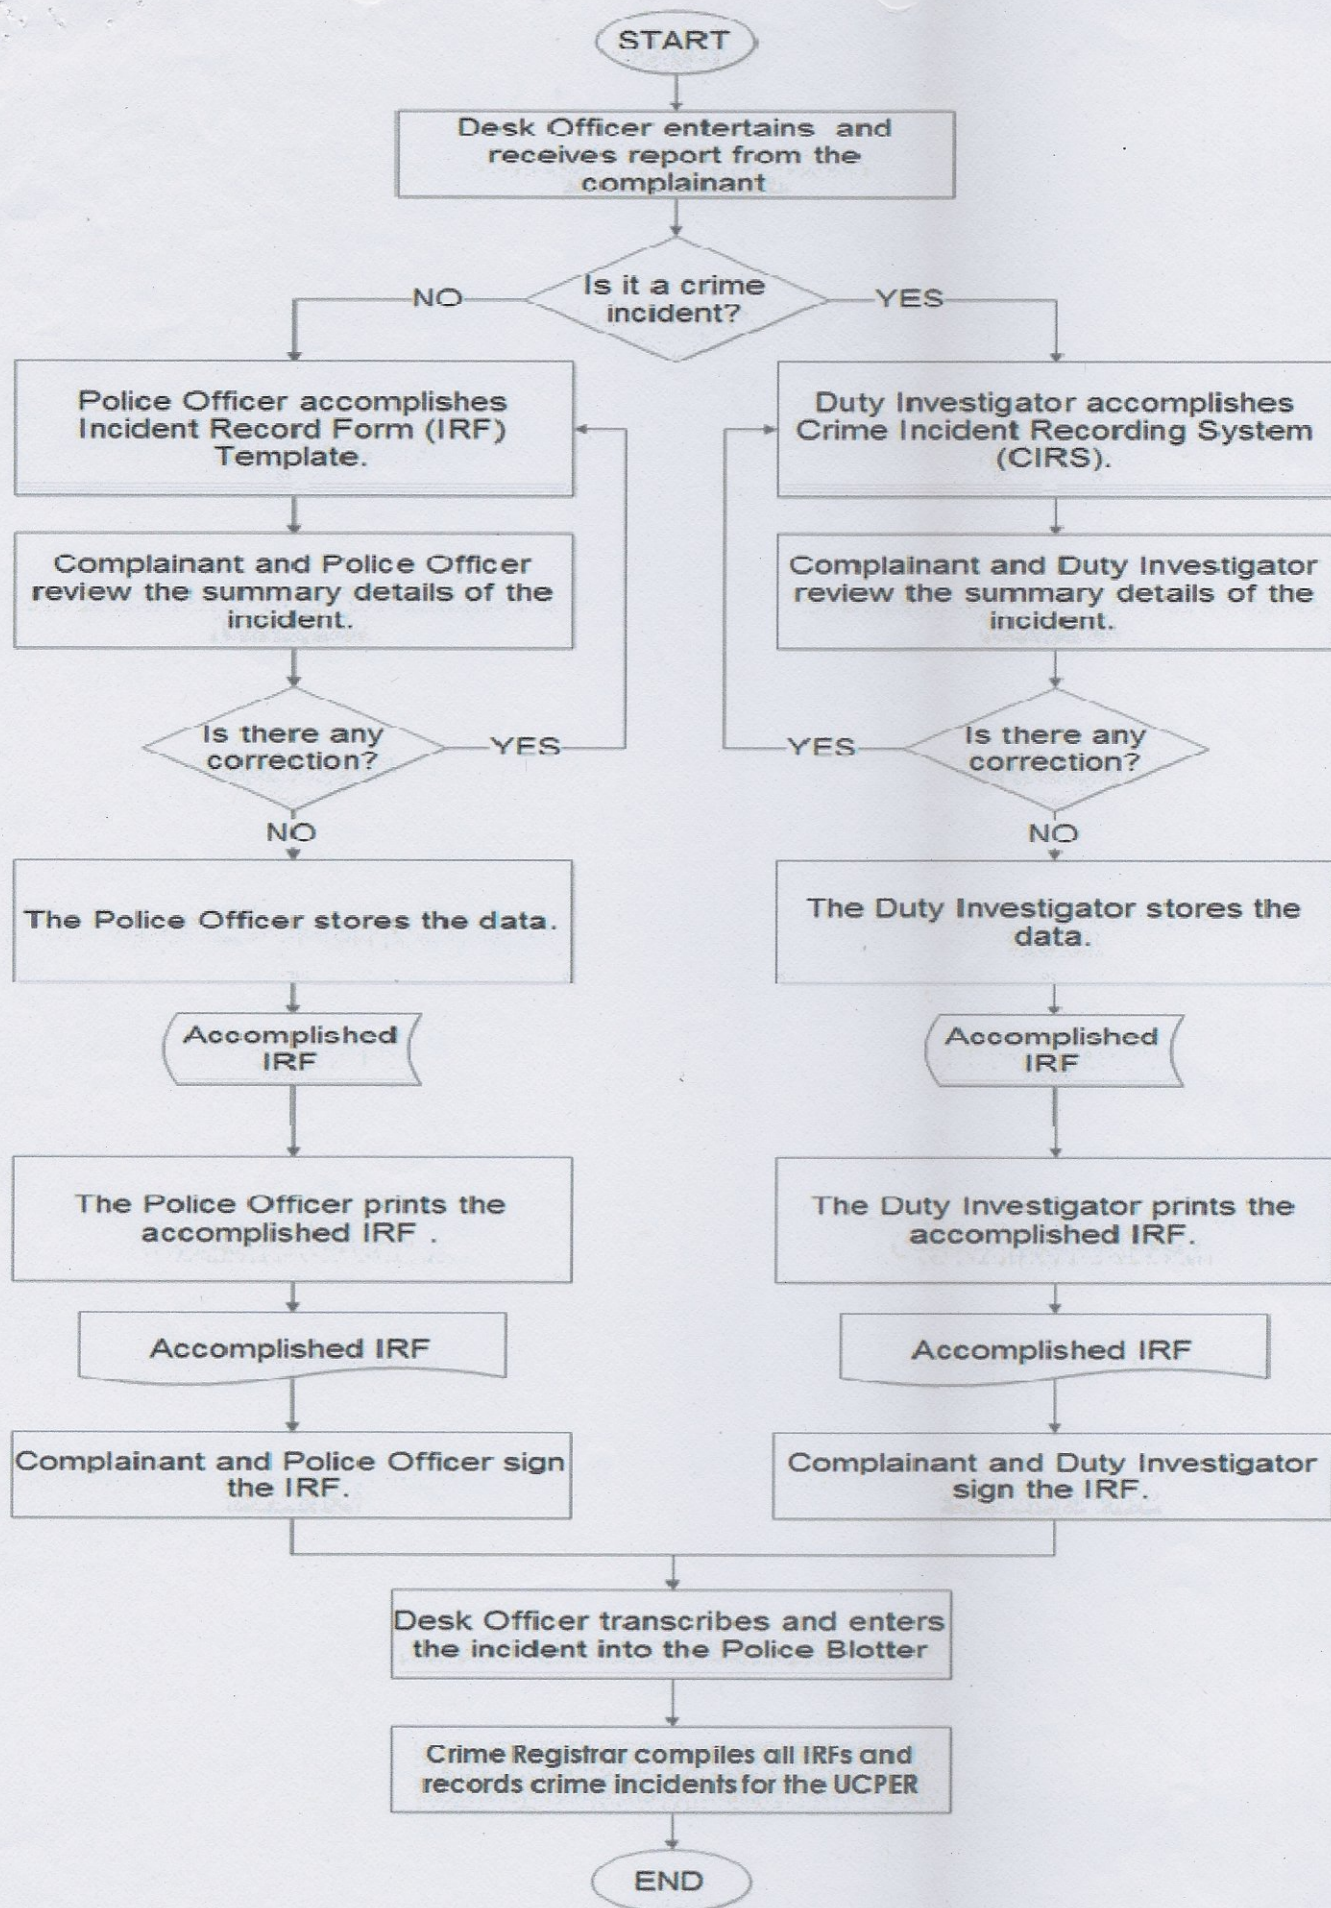 START
Desk Officer entertains and
receives report from the
complainant
Is it a crime
incident?
NO
YES
Police Officer accomplishes
Incident Record Form (IRF)
Template.
Complainant and Police Officer
review the summary details of the
incident.
Is there any
correction?
YES
NO
The Police Officer stores the data.
Accomplished
IRF
The Police Officer prints the
accomplished IRF .
Accomplished IRF
Complainant and Police Officer sign
the IRF.
Duty Investigator accomplishes
Crime Incident Recording System
(CIRS).
Complainant and Duty Investigator
review the summary details of the
incident.
Is there any
correction?
YES
NO
The Duty Investigator stores the
data.
Accomplished
IRF
The Duty Investigator prints the
accomplished IRF.
Accomplished IRF
Complainant and Duty Investigator
sign the IRF.
Desk Officer transcribes and enters
the incident into the Police Blotter
Crime Registrar compiles all IRFs and
records crime incidents for the UCPER
END